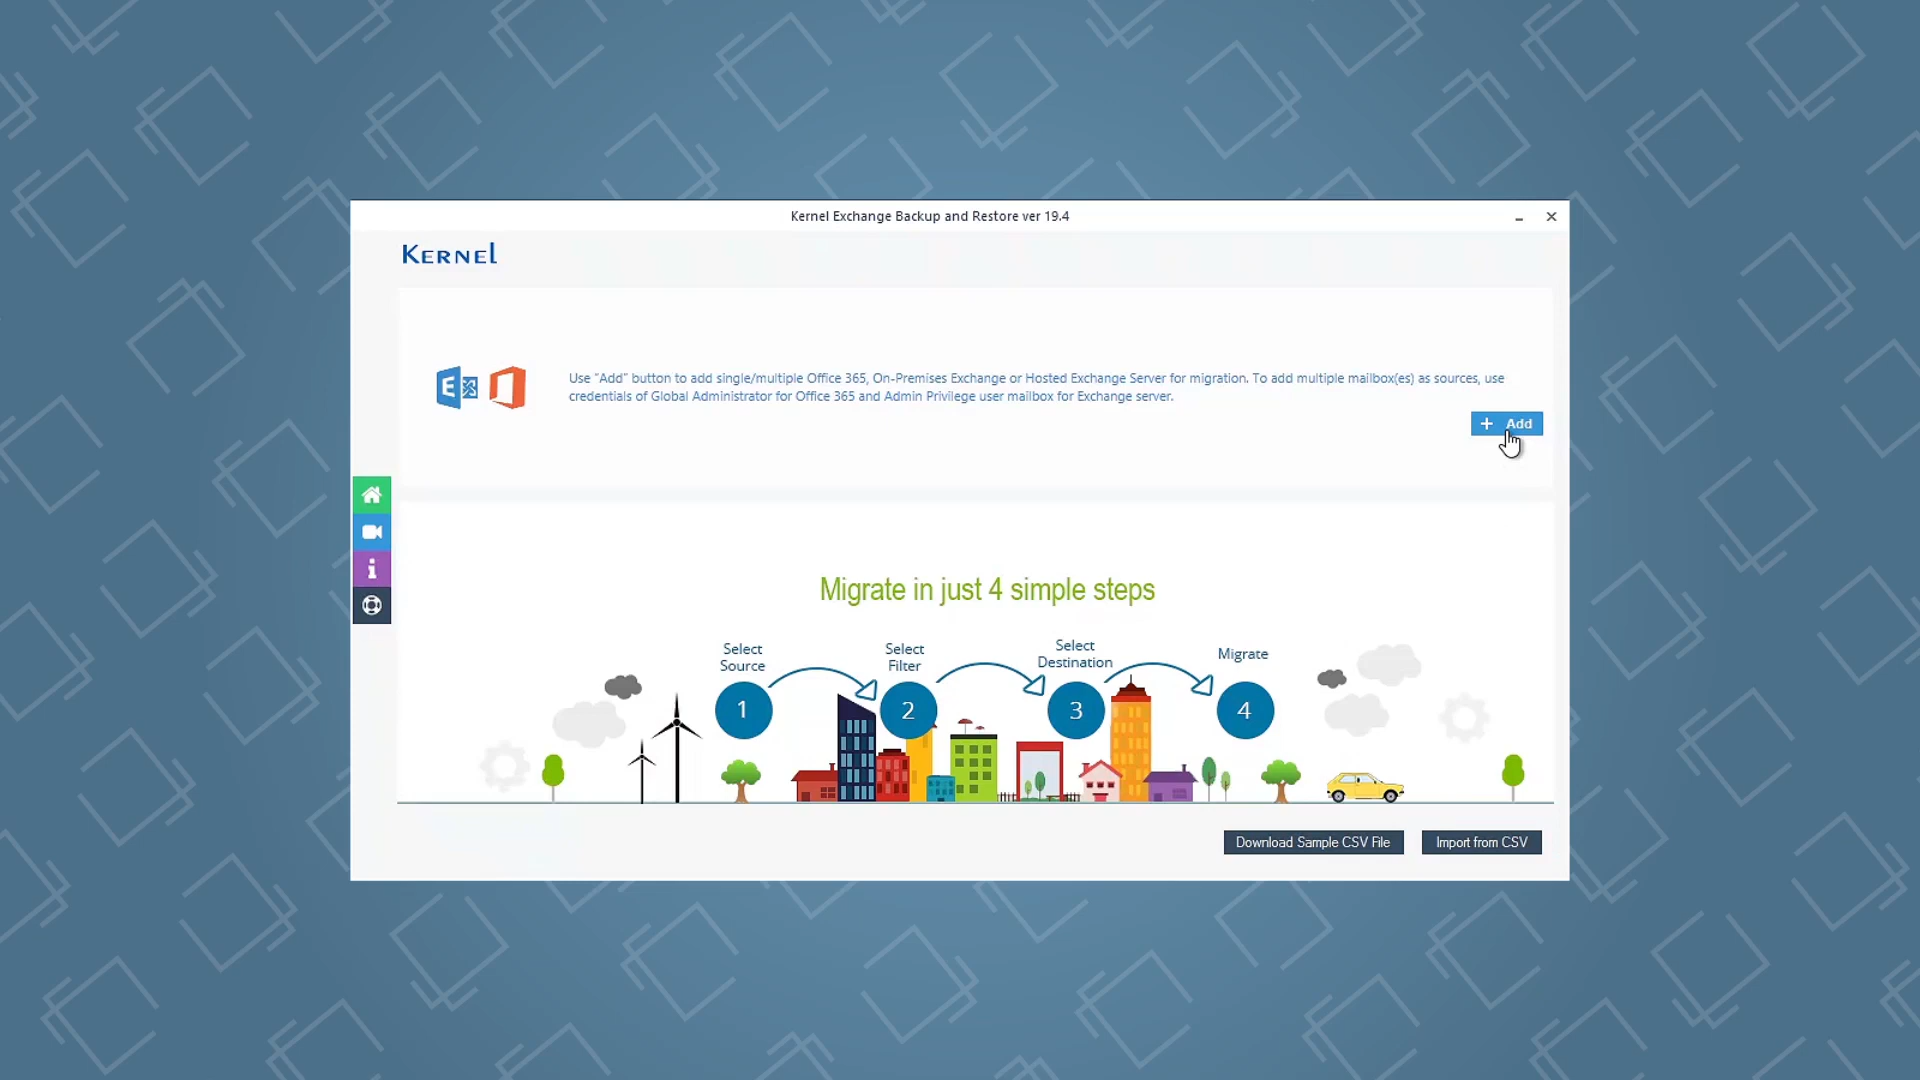 Kernel Exchange Backup and Restore ver 19.4
KERNEL
Use "Add" button to add single/multiple Office 365, On-Premises Exchange or Hosted Exchange Server for migration. To add multiple mailbox(es) as sources, use
credentials of Global Administrator for Office 365 and Admin Privilege user mailbox for Exchange server.
+ Add
Migrate in just 4 simple steps
Select
Source
Select
Filter
Select
Destination
Migrate
1
2
3
4
Download Sample CSV File
Import from CSV